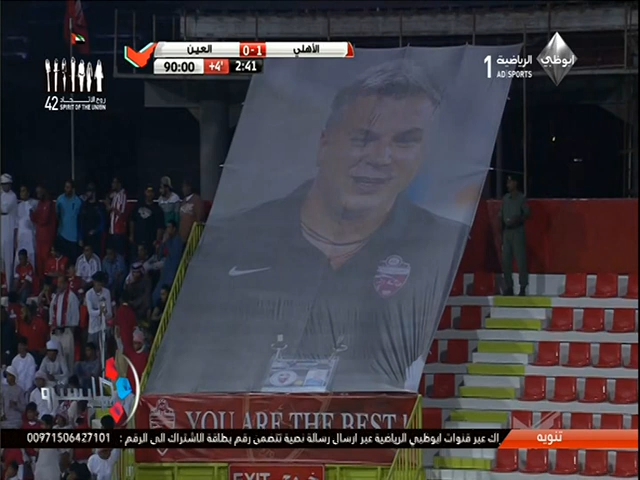 العين 0-1 الأهلي
90:00 +4' 2:41
1 الرياضية أبوظبي
AD SPORTS
روح الاتحاد 42
SPIRIT OF THE UNION
YOU ARE THE BEST!
تنويه
راك عبر قنوات ابوظبي الرياضية عبر ارسال رسالة نصية تتضمن رقم بطاقة الاشتراك الى الرقم : 00971506427101
EXIT خروج